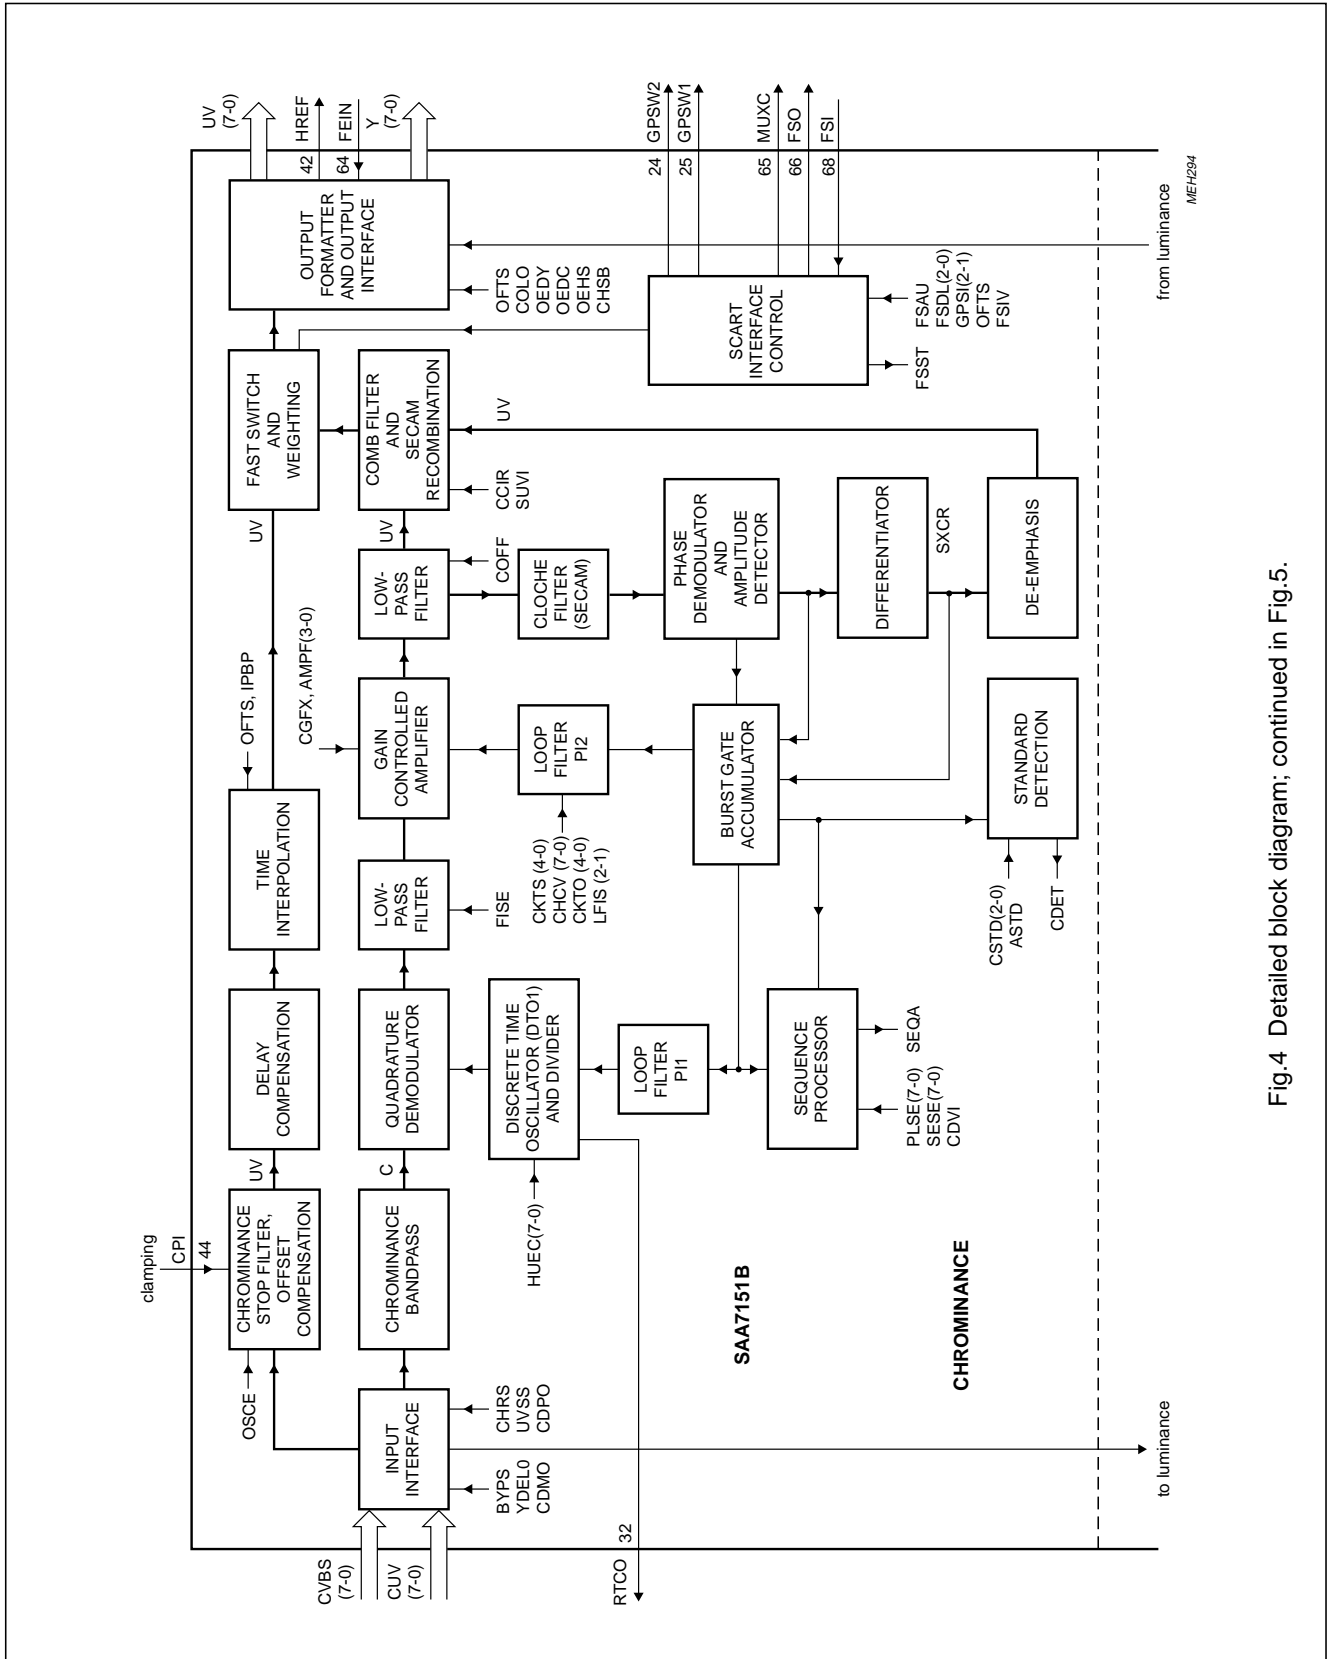 clamping
CPI
44
UV
(7-0)
HREF
42
FEIN
64
Y
(7-0)
CHROMINANCE
STOP FILTER,
OFFSET
COMPENSATION
UV
DELAY
COMPENSATION
TIME
INTERPOLATION
OFTS, IPBP
UV
FAST SWITCH
AND
WEIGHTING
OUTPUT
FORMATTER
AND OUTPUT
INTERFACE
OSCE
CVBS
(7-0)
CUV
(7-0)
INPUT
INTERFACE
CHROMINANCE
BANDPASS
C
QUADRATURE
DEMODULATOR
LOW-
PASS
FILTER
CGFX, AMPF(3-0)
GAIN
CONTROLLED
AMPLIFIER
LOW-
PASS
FILTER
UV
COMB FILTER
AND
SECAM
RECOMBINATION
UV
OFTS
COLO
OEDY
OEDC
OEHS
CHSB
BYPS
YDEL0
CDMO
CHRS
UVSS
CDPO
FISE
COFF
CCIR
SUVI
HUEC(7-0)
DISCRETE TIME
OSCILLATOR (DTO1)
AND DIVIDER
CKTS (4-0)
CHCV (7-0)
CKTO (4-0)
LFIS (2-1)
LOOP
FILTER
PI2
CLOCHE
FILTER
(SECAM)
RTCO
32
LOOP
FILTER
PI1
BURST GATE
ACCUMULATOR
PHASE
DEMODULATOR
AND
AMPLITUDE
DETECTOR
SCART
INTERFACE
CONTROL
24
GPSW2
25
GPSW1
65
MUXC
66
FSO
68
FSI
SEQUENCE
PROCESSOR
PLSE(7-0)
SESE(7-0)
CDVI
SEQA
DIFFERENTIATOR
SXCR
FSST
FSAU
FSDL(2-0)
GPSI(2-1)
OFTS
FSIV
SAA7151B
CHROMINANCE
CSTD(2-0)
ASTD
CDET
STANDARD
DETECTION
DE-EMPHASIS
to luminance
from luminance
MEH294
Fig.4 Detailed block diagram; continued in Fig.5.